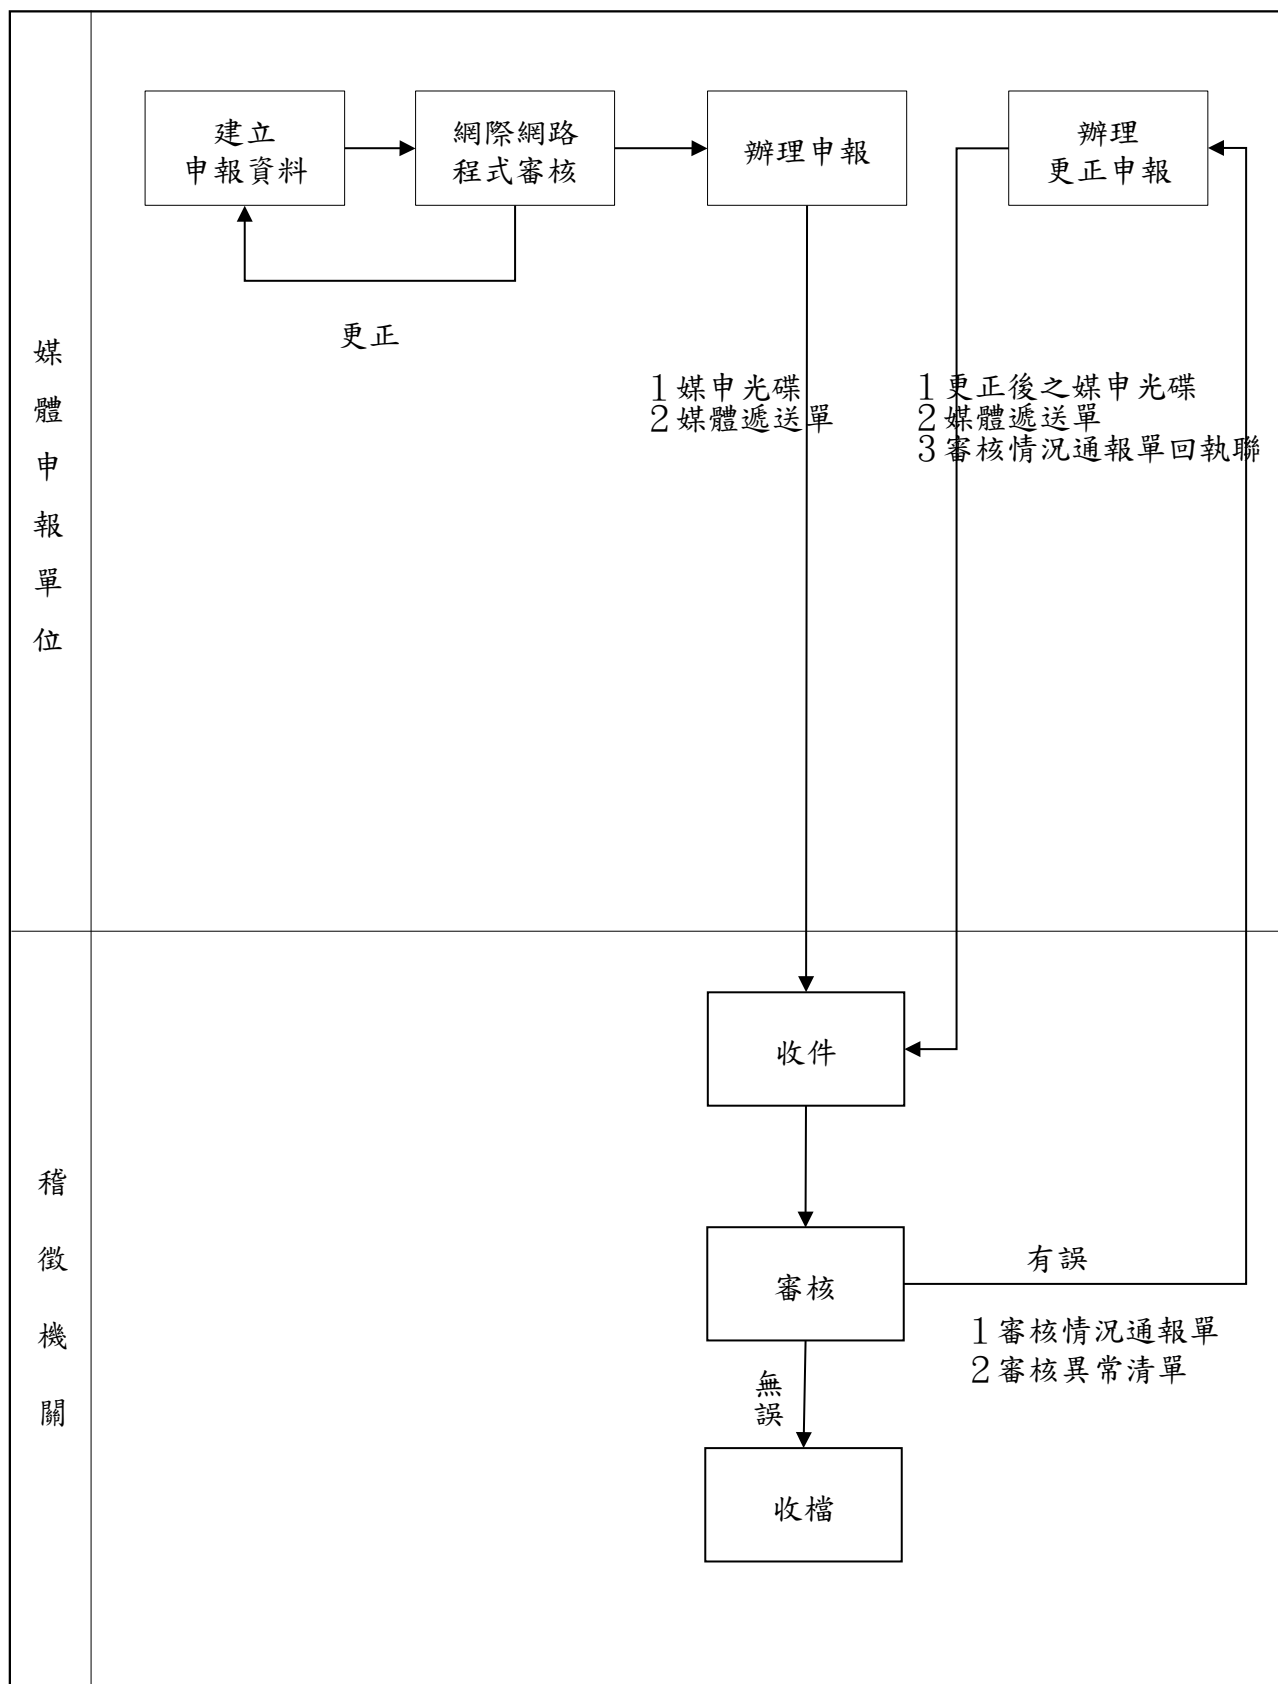 建立
申報資料
網際網路
程式審核
辦理申報
辦理
更正申報
更正
媒體申報單位
1媒申光碟
2媒體遞送單
1更正後之媒申光碟
2媒體遞送單
3審核情況通報單回執聯
收件
稽徵機關
審核
有誤
1審核情況通報單
2審核異常清單
無誤
收檔